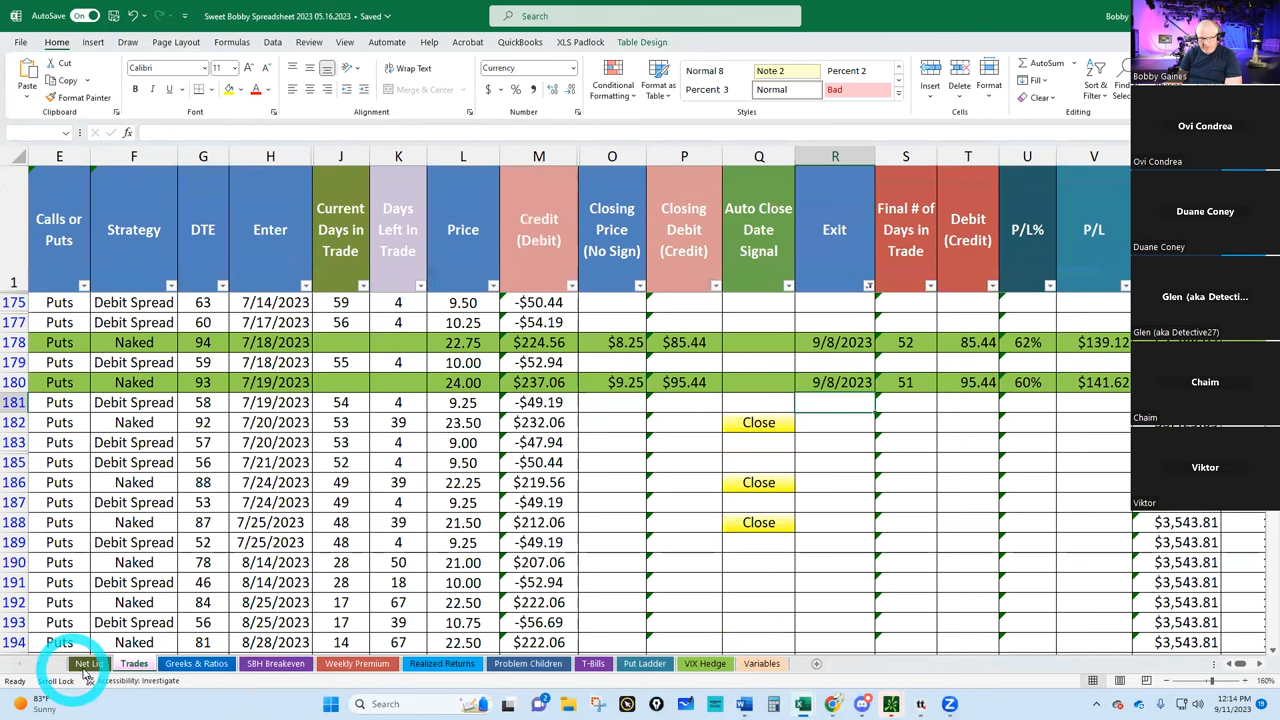 AutoSave On Sweet Bobby Spreadsheet 2023 05.16.2023 • Saved Search Bobby
File Home Insert Draw Page Layout Formulas Data Review View Automate Help Acrobat QuickBooks XLS Padlock Table Design
Paste Cut Copy Format Painter
Calibri 11 Wrap Text Merge & Center Currency
Conditional Formatting Format as Table
Normal 8 Note 2 Percent 2
Percent 3 Normal Bad
Insert Delete Format
AutoSum Fill Clear Sort & Filter
Clipboard Font Alignment Number Styles Cells
E F G H J K L M O P Q R S T U V
1 Calls or Puts Strategy DTE Enter Current Days in Trade Days Left in Trade Price Credit (Debit) Closing Price (No Sign) Closing Debit (Credit) Auto Close Date Signal Exit Final # of Days in Trade Debit (Credit) P/L% P/L
175 Puts Debit Spread 63 7/14/2023 59 4 9.50 -$50.44
177 Puts Debit Spread 60 7/17/2023 56 4 10.25 -$54.19
178 Puts Naked 94 7/18/2023 22.75 $224.56 $8.25 $85.44 9/8/2023 52 85.44 62% $139.12
179 Puts Debit Spread 59 7/18/2023 55 4 10.00 -$52.94
180 Puts Naked 93 7/19/2023 24.00 $237.06 $9.25 $95.44 9/8/2023 51 95.44 60% $141.62
181 Puts Debit Spread 58 7/19/2023 54 4 9.25 -$49.19
182 Puts Naked 92 7/20/2023 53 39 23.50 $232.06 Close
183 Puts Debit Spread 57 7/20/2023 53 4 9.00 -$47.94
185 Puts Debit Spread 56 7/21/2023 52 4 9.50 -$50.44
186 Puts Naked 88 7/24/2023 49 39 22.25 $219.56 Close
187 Puts Debit Spread 53 7/24/2023 49 4 9.25 -$49.19
188 Puts Naked 87 7/25/2023 48 39 21.50 $212.06 Close $3,543.81
189 Puts Debit Spread 52 7/25/2023 48 4 9.25 -$49.19 $3,543.81
190 Puts Naked 78 8/14/2023 28 50 21.00 $207.06 $3,543.81
191 Puts Debit Spread 46 8/14/2023 28 18 10.00 -$52.94 $3,543.81
192 Puts Naked 84 8/25/2023 17 67 22.50 $222.06 $3,543.81
193 Puts Debit Spread 56 8/25/2023 17 4 10.75 -$56.69 $3,543.81
194 Puts Naked 81 8/28/2023 14 67 22.50 $222.06 $3,543.81
Net Liq Trades Greeks & Ratios SBH Breakeven Weekly Premium Realized Returns Problem Children T-Bills Put Ladder VIX Hedge Variables
Ready Scroll Lock Accessibility: Investigate 160%
83°F
Sunny
Search
12:14 PM
9/11/2023
Bobby Gaines
Ovi Condrea
Ovi Condrea
Duane Coney
Duane Coney
Glen (aka Detecti...
Glen (aka Detective27)
Chaim
Chaim
Viktor
Viktor